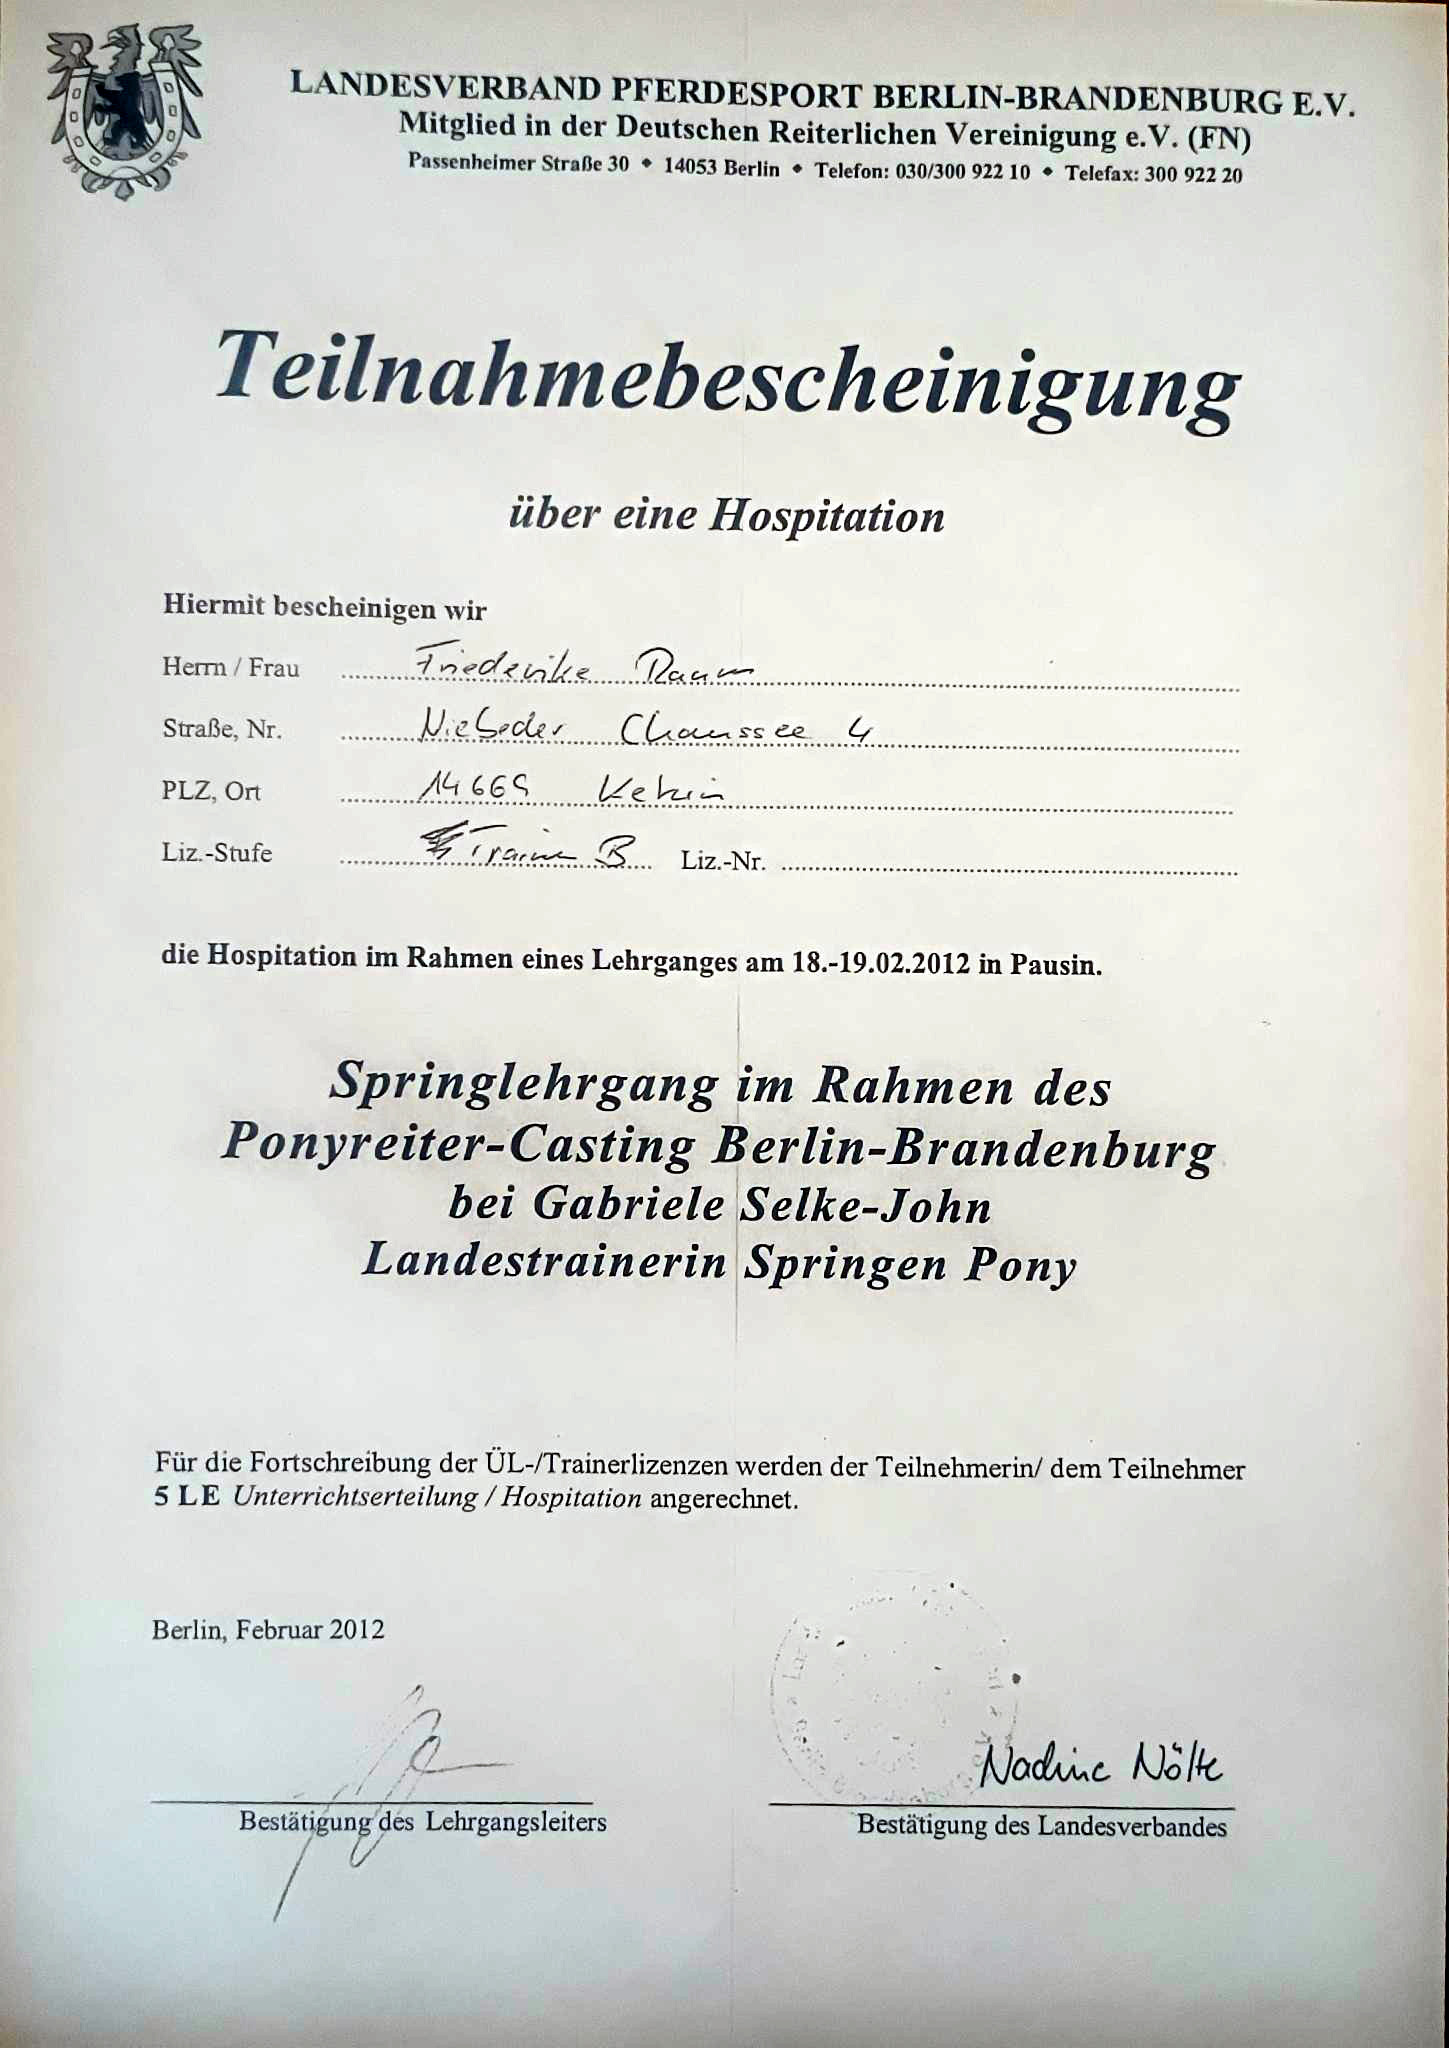 LANDESVERBAND PFERDESPORT BERLIN-BRANDENBURG E.V.
Mitglied in der Deutschen Reiterlichen Vereinigung e.V. (FN)
Passenheimer Straße 30 • 14053 Berlin • Telefon: 030/300 922 10 • Telefax: 300 922 20
Teilnahmebescheinigung
über eine Hospitation
Hiermit bescheinigen wir
Herrn / Frau Friederike Raum
Straße, Nr. Niebeder Chaussee 4
PLZ, Ort 14669 Ketzin
Liz.-Stufe Trainer B Liz.-Nr.
die Hospitation im Rahmen eines Lehrganges am 18.-19.02.2012 in Pausin.
Springlehrgang im Rahmen des
Ponyreiter-Casting Berlin-Brandenburg
bei Gabriele Selke-John
Landestrainerin Springen Pony
Für die Fortschreibung der ÜL-/Trainerlizenzen werden der Teilnehmerin/ dem Teilnehmer
5 LE Unterrichtserteilung / Hospitation angerechnet.
Berlin, Februar 2012
Nadine Nölte
Bestätigung des Lehrgangsleiters
Bestätigung des Landesverbandes